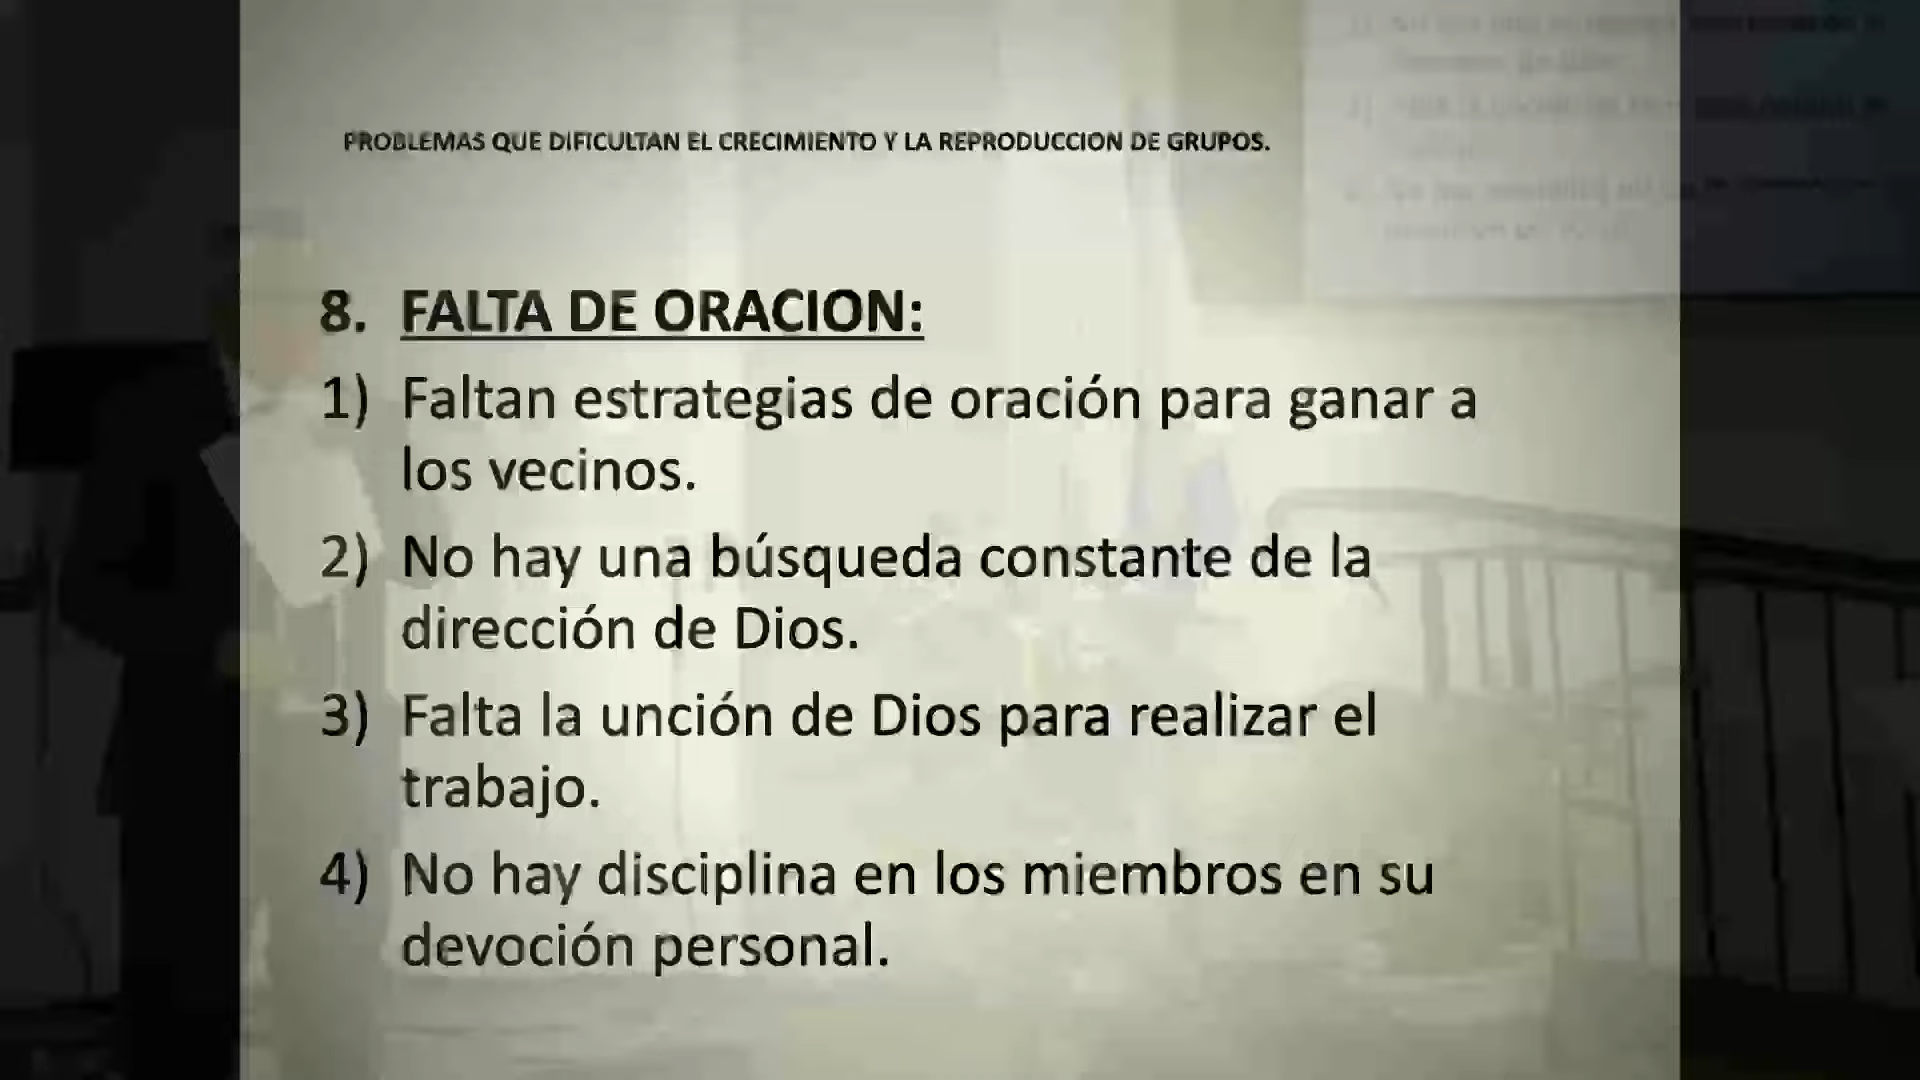 PROBLEMAS QUE DIFICULTAN EL CRECIMIENTO Y LA REPRODUCCION DE GRUPOS.
8. FALTA DE ORACION:
1) Faltan estrategias de oración para ganar a
los vecinos.
2) No hay una búsqueda constante de la
dirección de Dios.
3) Falta la unción de Dios para realizar el
trabajo.
4) No hay disciplina en los miembros en su
devoción personal.